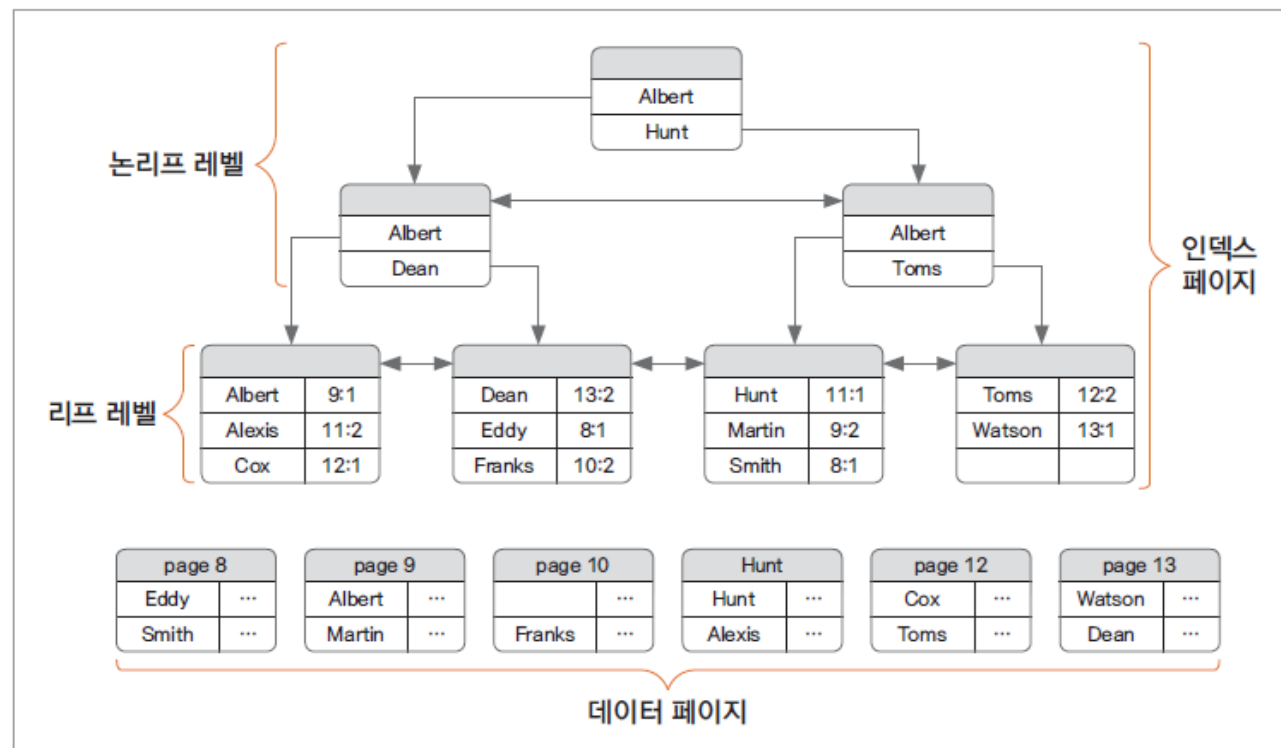 Albert
Hunt
논리프 레벨
Albert
Dean
Albert
Toms
인덱스
페이지
리프 레벨
Albert 9:1
Alexis 11:2
Cox 12:1
Dean 13:2
Eddy 8:1
Franks 10:2
Hunt 11:1
Martin 9:2
Smith 8:1
Toms 12:2
Watson 13:1
page 8
Eddy ···
Smith ···
page 9
Albert ···
Martin ···
page 10
···
Franks ···
Hunt
Hunt ···
Alexis ···
page 12
Cox ···
Toms ···
page 13
Watson ···
Dean ···
데이터 페이지